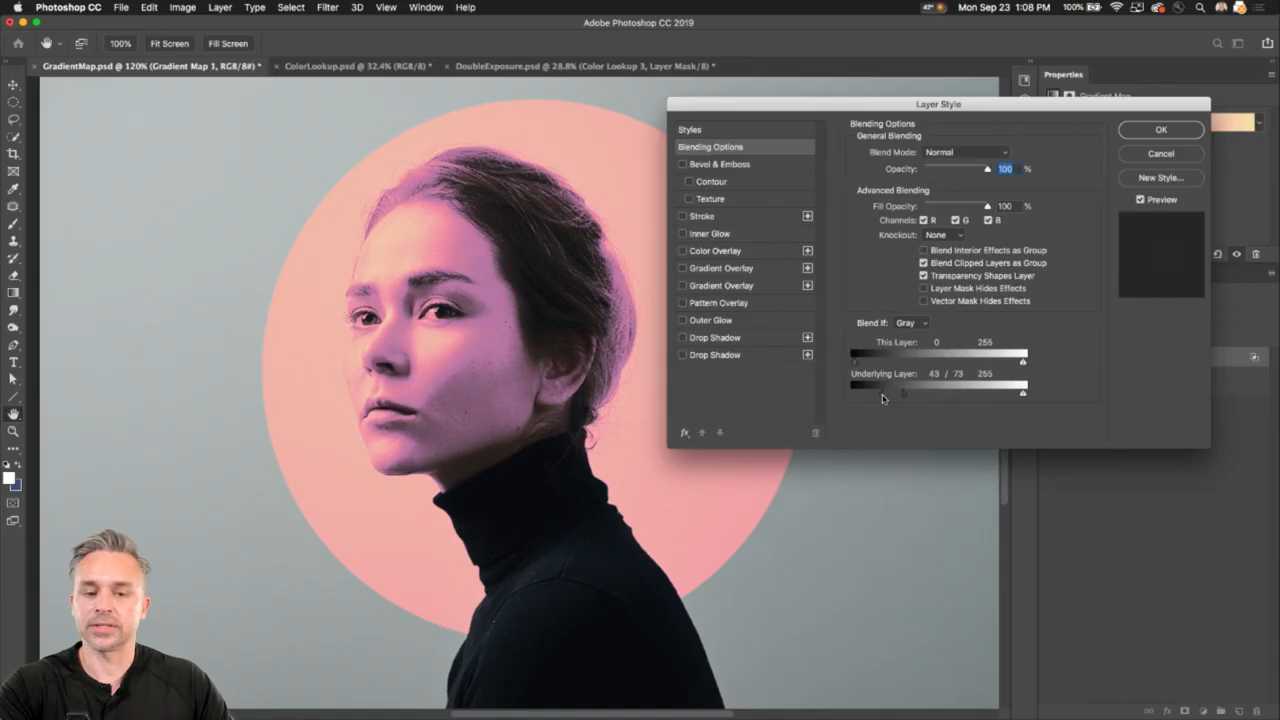 Photoshop CC File Edit Image Layer Type Select Filter 3D View Window Help 47° Mon Sep 23 1:08 PM 100%
Adobe Photoshop CC 2019
100% Fit Screen Fill Screen
GradientMap.psd @ 120% (Gradient Map 1, RGB/8#) * ColorLookup.psd @ 32.4% (RGB/8) * DoubleExposure.psd @ 28.8% (Color Lookup 3, Layer Mask/8) *
Properties
Gradient Map
Layer Style
Styles
Blending Options
Bevel & Emboss
Contour
Texture
Stroke
Inner Glow
Color Overlay
Gradient Overlay
Gradient Overlay
Pattern Overlay
Outer Glow
Drop Shadow
Drop Shadow
fx
Blending Options
General Blending
Blend Mode: Normal
Opacity: 100 %
Advanced Blending
Fill Opacity: 100 %
Channels: R G B
Knockout: None
Blend Interior Effects as Group
Blend Clipped Layers as Group
Transparency Shapes Layer
Layer Mask Hides Effects
Vector Mask Hides Effects
Blend If: Gray
This Layer: 0 255
Underlying Layer: 43 / 73 255
OK
Cancel
New Style...
Preview
fx